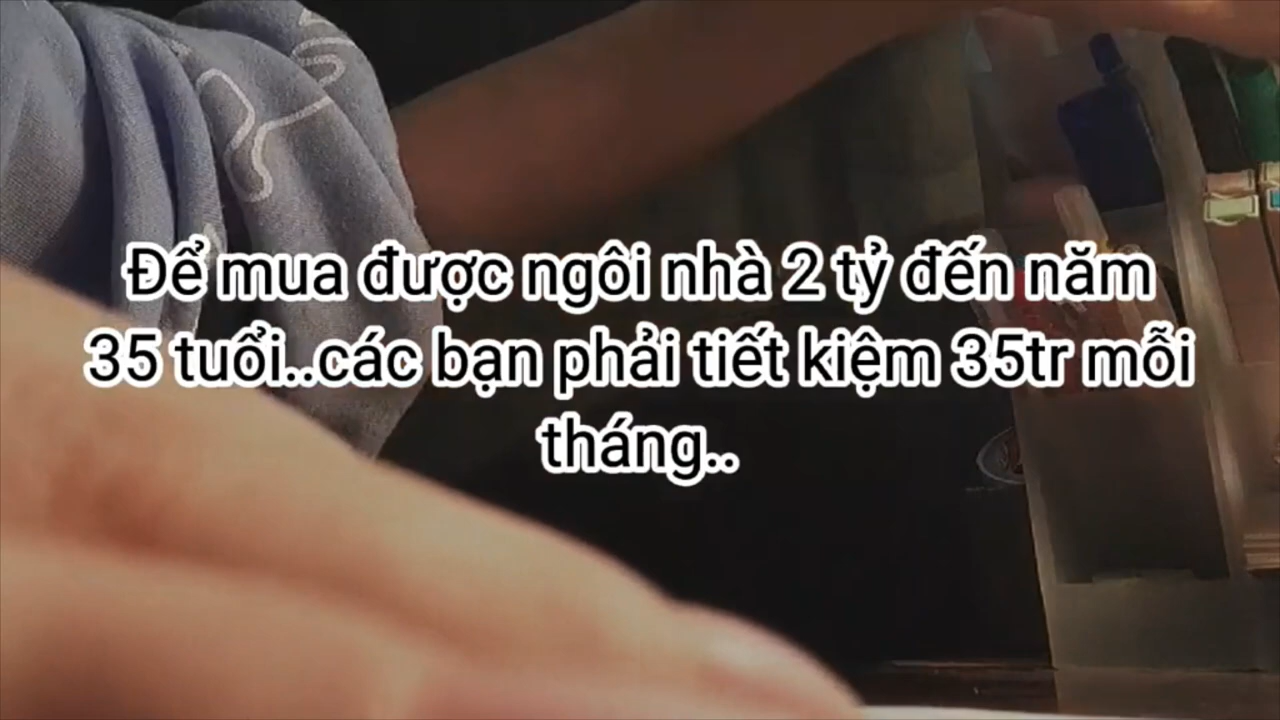 Để mua được ngôi nhà 2 tỷ đến năm
35 tuổi..các bạn phải tiết kiệm 35tr mỗi
tháng..